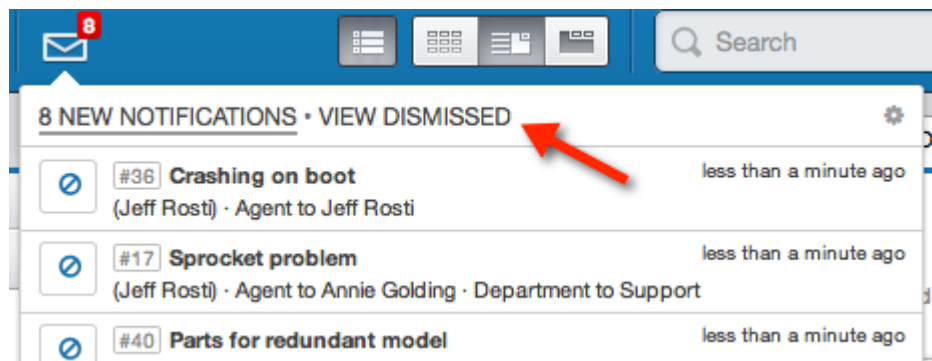 8
Search
8 NEW NOTIFICATIONS • VIEW DISMISSED
#36 Crashing on boot less than a minute ago
(Jeff Rosti) · Agent to Jeff Rosti
#17 Sprocket problem less than a minute ago
(Jeff Rosti) · Agent to Annie Golding · Department to Support
#40 Parts for redundant model less than a minute ago